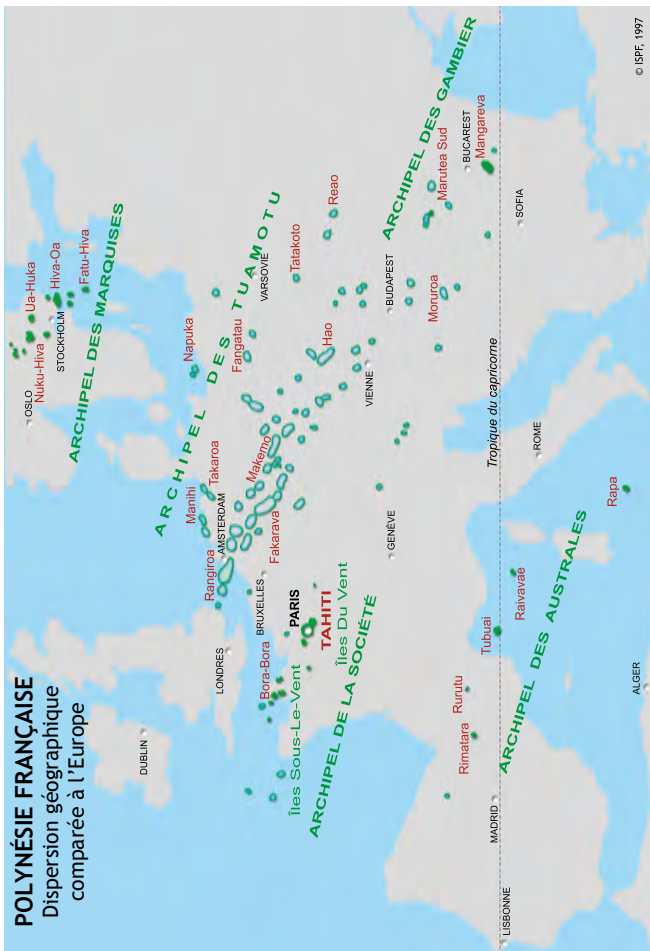 POLYNÉSIE FRANÇAISE
Dispersion géographique
comparée à l'Europe
© ISPF, 1997
OSLO
STOCKHOLM
Nuku-Hiva
Ua-Huka
Hiva-Oa
Fatu-Hiva
ARCHIPEL DES MARQUISES
DUBLIN
LONDRES
AMSTERDAM
BRUXELLES
PARIS
VARSOVIE
ARCHIPEL DES TUAMOTU
Rangiroa
Manihi
Takaroa
Napuka
Fangatau
Tatakoto
Reao
Makemo
Fakarava
Hao
Bora-Bora
TAHITI
Îles Sous-Le-Vent
Îles Du Vent
ARCHIPEL DE LA SOCIÉTÉ
GENÈVE
VIENNE
BUDAPEST
ARCHIPEL DES GAMBIER
Moruroa
Marutea Sud
BUCAREST
Mangareva
SOFIA
Tropique du capricorne
ROME
Rimatara
Rurutu
Tubuai
Raivavae
Rapa
ARCHIPEL DES AUSTRALES
MADRID
LISBONNE
ALGER